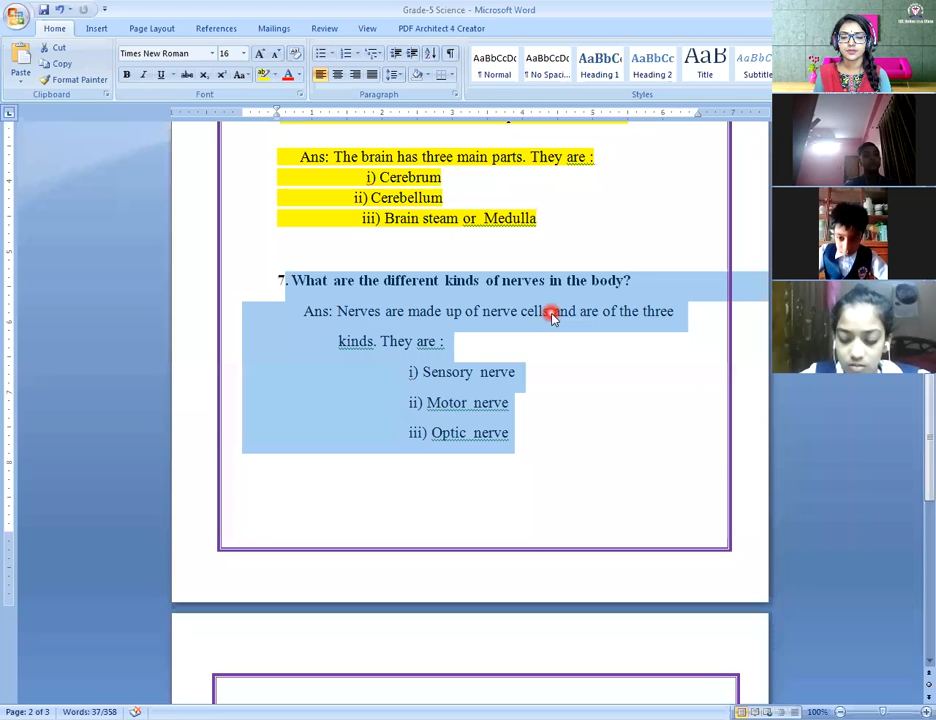 Grade-5 Science - Microsoft Word
Home Insert Page Layout References Mailings Review View PDF Architect 4 Creator
Paste
Cut
Copy
Format Painter
Clipboard
Times New Roman 16
Font
Paragraph
AaBbCcDc AaBbCcDc AaBbC AaBbCc AaB AaBbCc
¶ Normal ¶ No Spaci... Heading 1 Heading 2 Title Subtitle
Styles
Ans: The brain has three main parts. They are :
i) Cerebrum
ii) Cerebellum
iii) Brain steam or Medulla
7. What are the different kinds of nerves in the body?
Ans: Nerves are made up of nerve cells and are of the three
kinds. They are :
i) Sensory nerve
ii) Motor nerve
iii) Optic nerve
Page: 2 of 3 Words: 37/358 100%